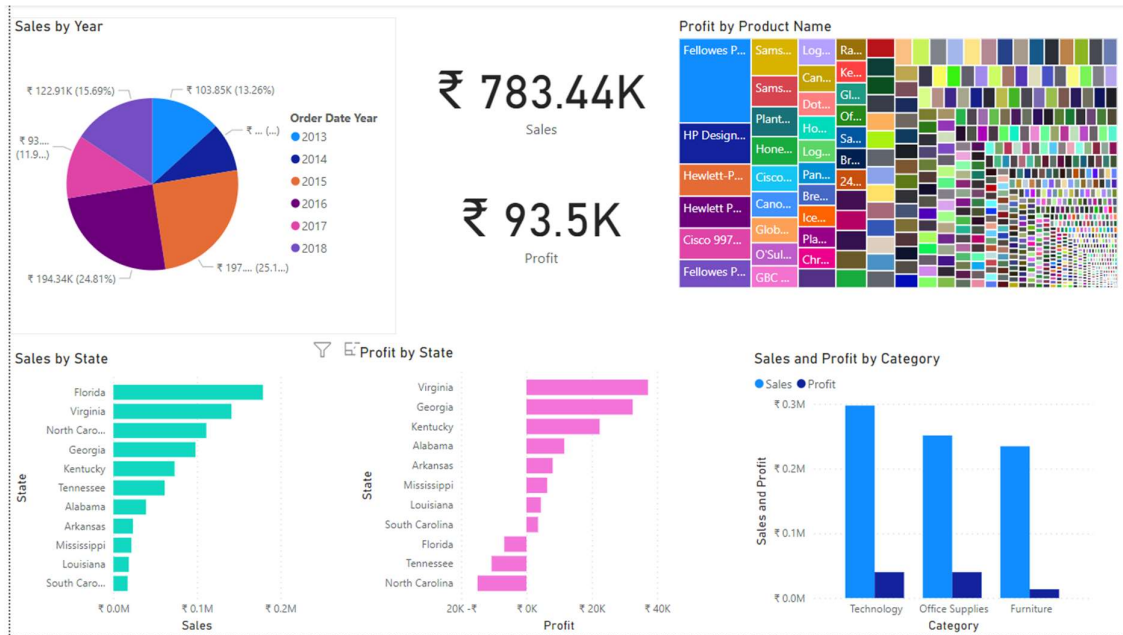 Sales by Year
₹ 122.91K (15.69%)
₹ 103.85K (13.26%)
₹ ... (...)
₹ 93....
(11.9...)
₹ 197.... (25.1...)
₹ 194.34K (24.81%)
Order Date Year
2013
2014
2015
2016
2017
2018
₹ 783.44K
Sales
₹ 93.5K
Profit
Profit by Product Name
Fellowes P...
HP Design...
Hewlett-P...
Hewlett P...
Cisco 997...
Fellowes P...
Sams...
Sams...
Plant...
Hone...
Cisco...
Cano...
Glob...
O'Sul...
GBC ...
Log...
Can...
Dot...
Ho...
Log...
Pan...
Bre...
Ice...
Pla...
Chr...
Ra...
Ke...
Gl...
Of...
Sa...
Br...
24...
Sales by State
State
Florida
Virginia
North Caro...
Georgia
Kentucky
Tennessee
Alabama
Arkansas
Mississippi
Louisiana
South Caro...
₹ 0.0M ₹ 0.1M ₹ 0.2M
Sales
Profit by State
State
Virginia
Georgia
Kentucky
Alabama
Arkansas
Mississippi
Louisiana
South Carolina
Florida
Tennessee
North Carolina
20K -₹ ₹ 0K ₹ 20K ₹ 40K
Profit
Sales and Profit by Category
Sales Profit
Sales and Profit
₹ 0.3M
₹ 0.2M
₹ 0.1M
₹ 0.0M
Technology Office Supplies Furniture
Category